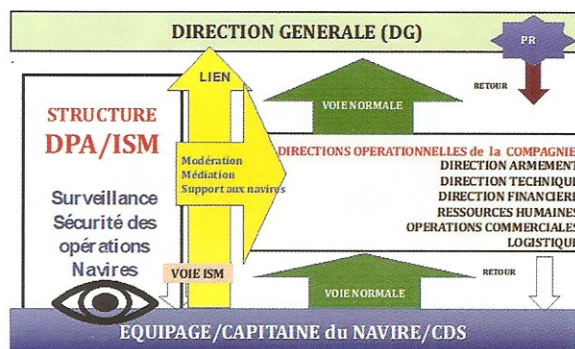 DIRECTION GENERALE (DG)
PR
LIEN
RETOUR
VOIE NORMALE
STRUCTURE
DPA/ISM
Modération
Médiation
Support aux navires
DIRECTIONS OPERATIONNELLES de la COMPAGNIE
DIRECTION ARMEMENT
DIRECTION TECHNIQUE
DIRECTION FINANCIERE
RESSOURCES HUMAINES
OPERATIONS COMMERCIALES
LOGISTIQUE
Surveillance
Sécurité des
opérations
Navires
VOIE ISM
VOIE NORMALE
RETOUR
EQUIPAGE/CAPITAINE du NAVIRE/CDS